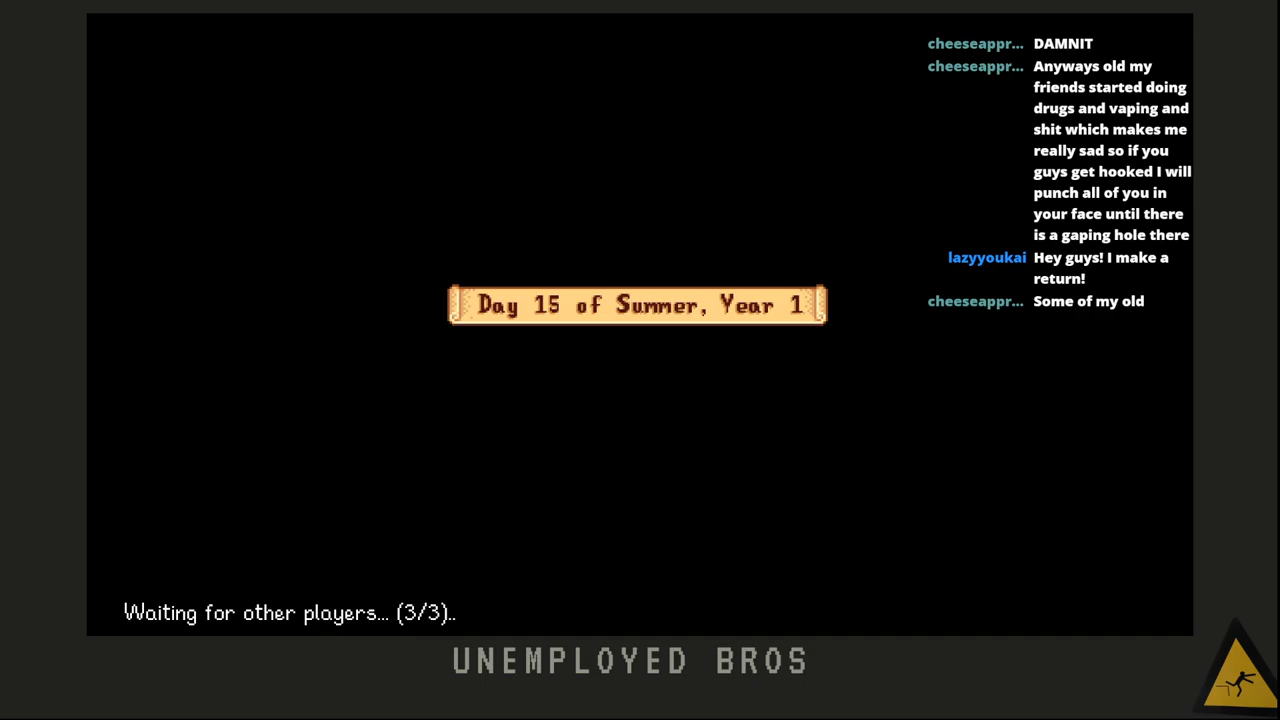 cheeseappr... DAMNIT
cheeseappr... Anyways old my
friends started doing
drugs and vaping and
shit which makes me
really sad so if you
guys get hooked I will
punch all of you in
your face until there
is a gaping hole there
lazyyoukai Hey guys! I make a
return!
cheeseappr... Some of my old
Day 15 of Summer, Year 1
Waiting for other players... (3/3)..
UNEMPLOYED BROS